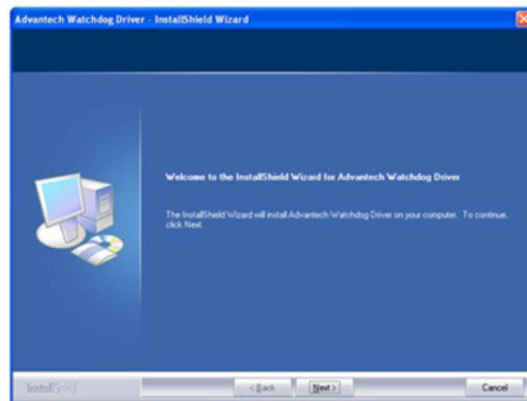 Advantech Watchdog Driver - InstallShield Wizard
Welcome to the InstallShield Wizard for Advantech Watchdog Driver
The InstallShield Wizard will install Advantech Watchdog Driver on your computer. To continue,
click Next.
InstallShield
< Back
Next >
Cancel